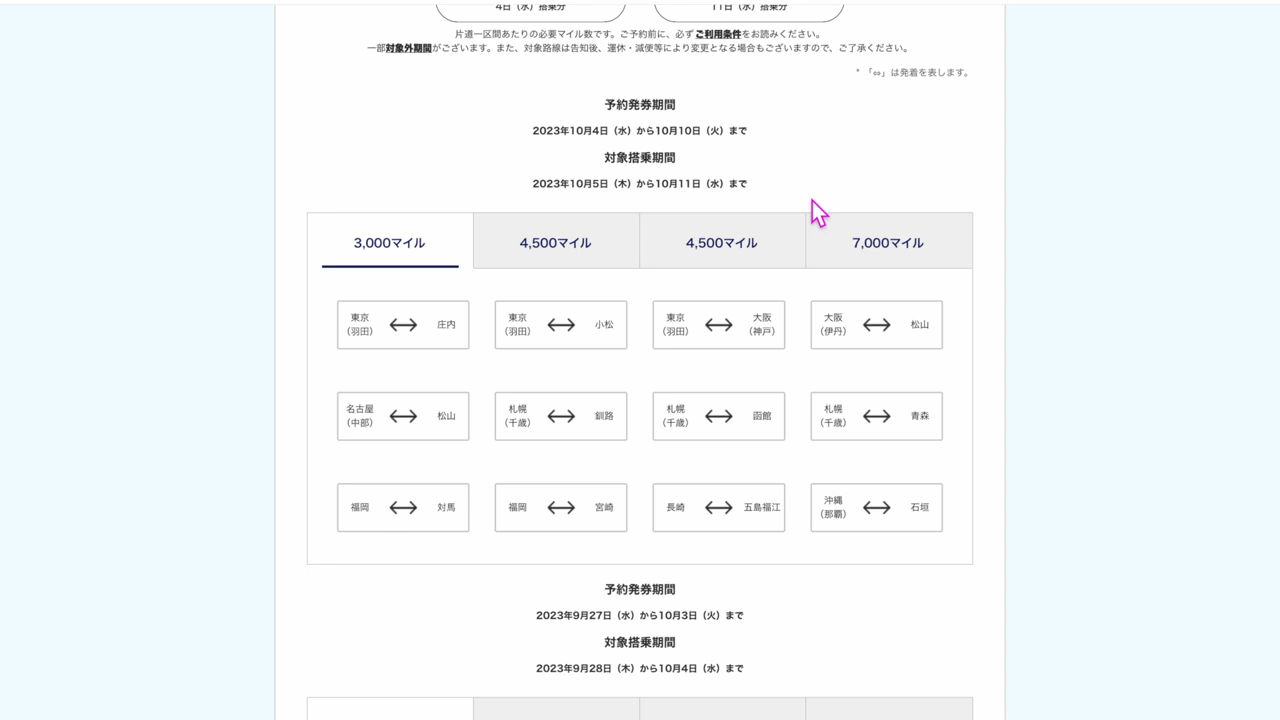 4日（水）搭乗分
11日（水）搭乗分
片道一区間あたりの必要マイル数です。ご予約前に、必ずご利用条件をお読みください。
一部対象外期間がございます。また、対象路線は告知後、運休・減便等により変更となる場合もございますので、ご了承ください。
* 「⇔」は発着を表します。
予約発券期間
2023年10月4日（水）から10月10日（火）まで
対象搭乗期間
2023年10月5日（木）から10月11日（水）まで
3,000マイル
4,500マイル
4,500マイル
7,000マイル
東京
（羽田）
庄内
東京
（羽田）
小松
東京
（羽田）
大阪
（神戸）
大阪
（伊丹）
松山
名古屋
（中部）
松山
札幌
（千歳）
釧路
札幌
（千歳）
函館
札幌
（千歳）
青森
福岡
対馬
福岡
宮崎
長崎
五島福江
沖縄
（那覇）
石垣
予約発券期間
2023年9月27日（水）から10月3日（火）まで
対象搭乗期間
2023年9月28日（木）から10月4日（水）まで